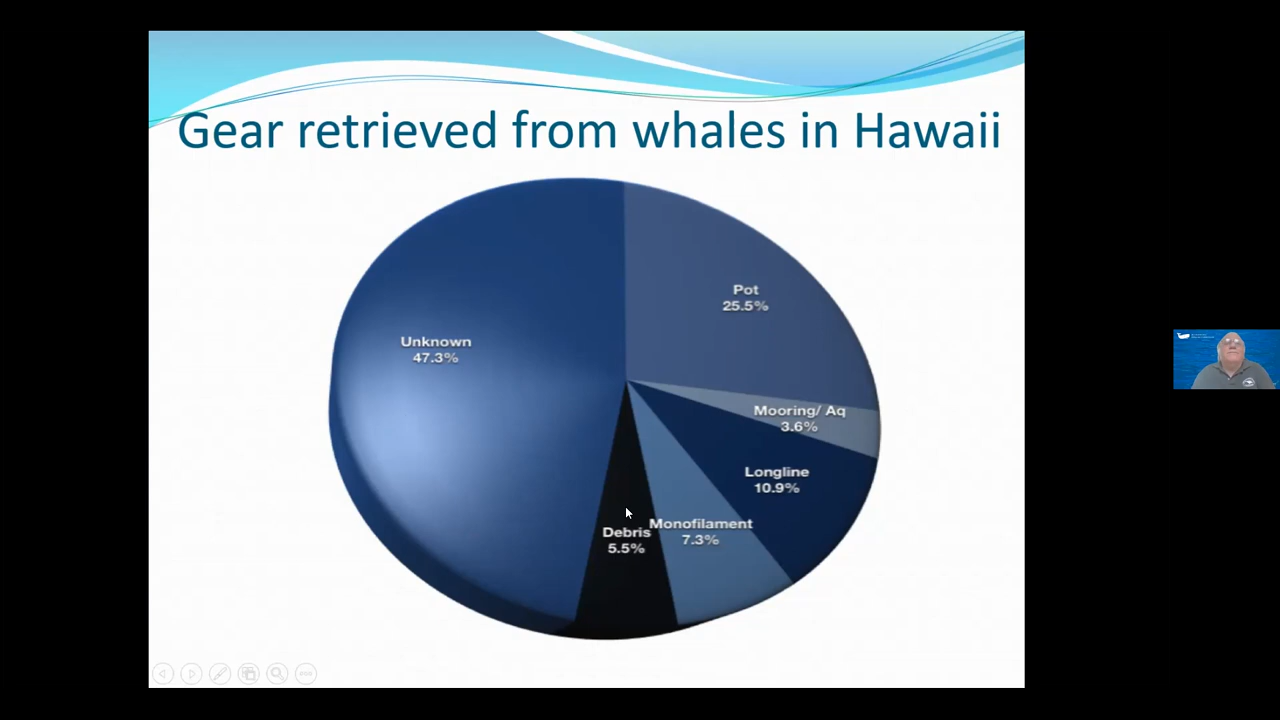 Gear retrieved from whales in Hawaii
Pot
25.5%
Unknown
47.3%
Mooring/ Aq
3.6%
Longline
10.9%
Monofilament
7.3%
Debris
5.5%